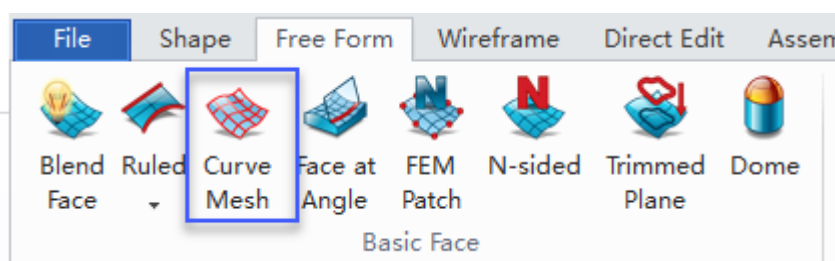 File Shape Free Form Wireframe Direct Edit Assem
Blend Ruled Curve Face at FEM N-sided Trimmed Dome
Face Mesh Angle Patch Plane
Basic Face